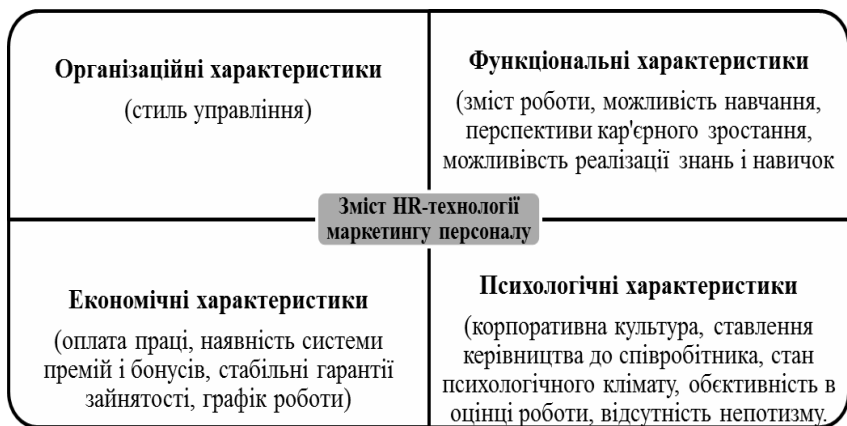 Організаційні характеристики
(стиль управління)
Функціональні характеристики
(зміст роботи, можливість навчання,
перспективи кар'єрного зростання,
можливівсть реалізації знань і навичок
Зміст HR-технології
маркетингу персоналу
Економічні характеристики
(оплата праці, наявність системи
премій і бонусів, стабільні гарантії
зайнятості, графік роботи)
Психологічні характеристики
(корпоративна культура, ставлення
керівництва до співробітника, стан
психологічного клімату, обєктивність в
оцінці роботи, відсутність непотизму.